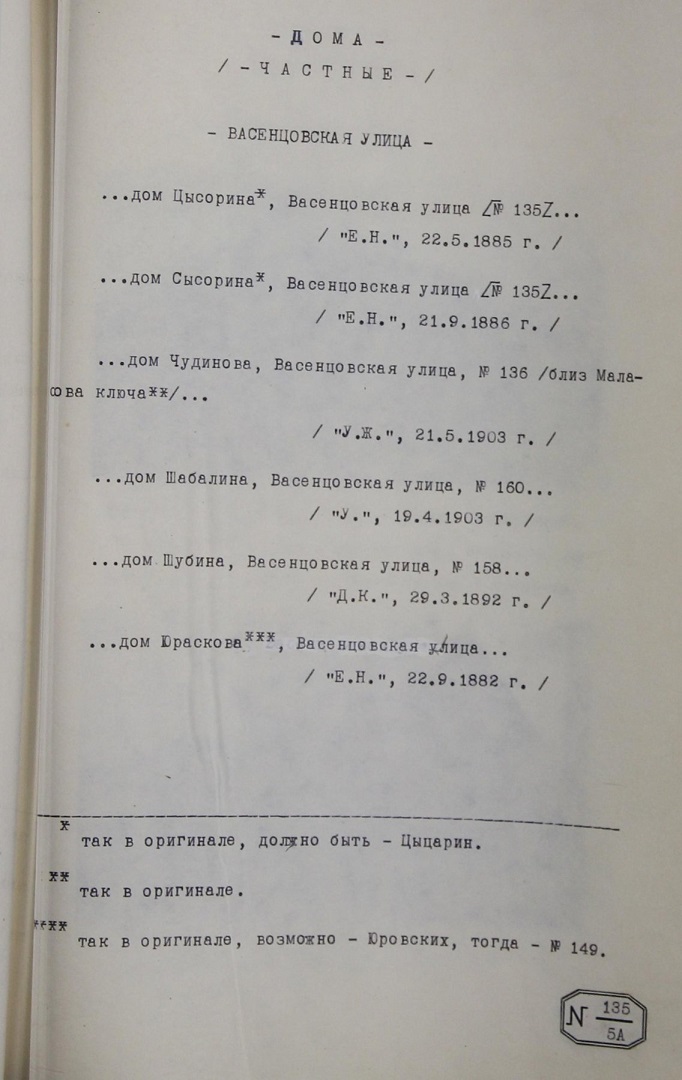 - Д О М А -
/ - Ч А С Т Н Ы Е - /
- ВАСЕНЦОВСКАЯ УЛИЦА -
...дом Цысорина*, Васенцовская улица /№ 135/...
/ "Е.Н.", 22.5.1885 г. /
...дом Сысорина*, Васенцовская улица /№ 135/...
/ "Е.Н.", 21.9.1886 г. /
...дом Чудинова, Васенцовская улица, № 136 /близ Мала-
ова ключа**/...
/ "У.Ж.", 21.5.1903 г. /
...дом Шабалина, Васенцовская улица, № 160...
/ "У.", 19.4.1903 г. /
...дом Шубина, Васенцовская улица, № 158...
/ "Д.К.", 29.3.1892 г. /
...дом Юраскова***, Васенцовская улица...
/ "Е.Н.", 22.9.1882 г. /
* так в оригинале, должно быть - Цыцарин.
** так в оригинале.
**** так в оригинале, возможно - Юровских, тогда - № 149.
N 135
5А